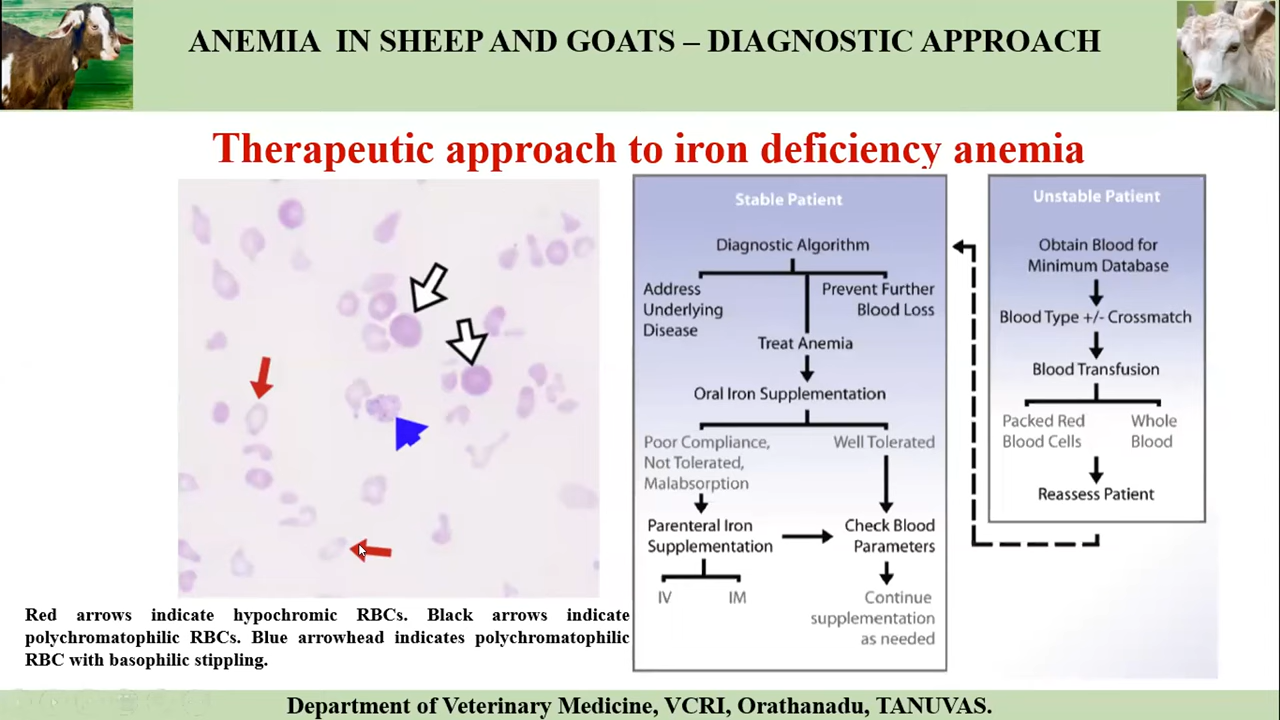 ANEMIA IN SHEEP AND GOATS – DIAGNOSTIC APPROACH
Therapeutic approach to iron deficiency anemia
Red arrows indicate hypochromic RBCs. Black arrows indicate
polychromatophilic RBCs. Blue arrowhead indicates polychromatophilic
RBC with basophilic stippling.
Stable Patient
Diagnostic Algorithm
Address
Underlying
Disease
Prevent Further
Blood Loss
Treat Anemia
Oral Iron Supplementation
Poor Compliance,
Not Tolerated,
Malabsorption
Well Tolerated
Parenteral Iron
Supplementation
Check Blood
Parameters
IV
IM
Continue
supplementation
as needed
Unstable Patient
Obtain Blood for
Minimum Database
Blood Type +/- Crossmatch
Blood Transfusion
Packed Red
Blood Cells
Whole
Blood
Reassess Patient
Department of Veterinary Medicine, VCRI, Orathanadu, TANUVAS.